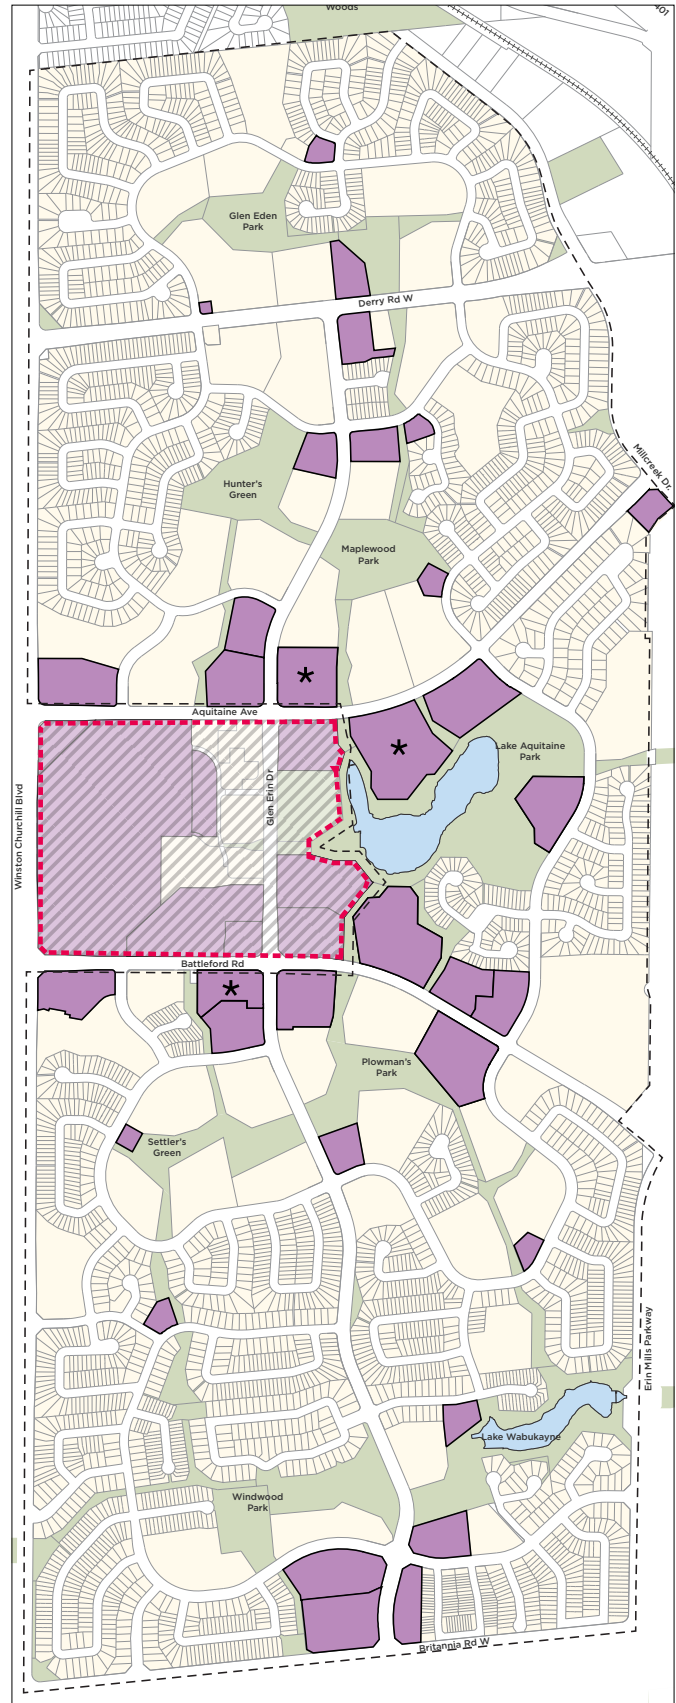 Woods
401
Glen Eden
Park
Derry Rd W
Millcreek Dr.
Hunter's
Green
Maplewood
Park
*
Aquitaine Ave
*
Lake Aquitaine
Park
Glen Erin Dr
Winston Churchill Blvd
Battleford Rd
*
Plowman's
Park
Settler's
Green
Erin Mills Parkway
Lake Wabukayne
Windwood
Park
Britannia Rd W